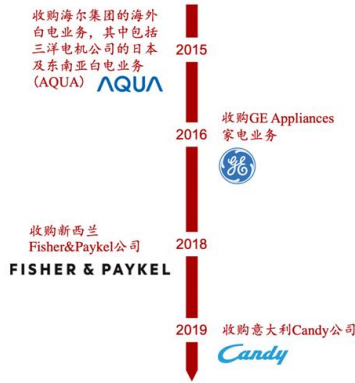 收购海尔集团的海外
白电业务，其中包括
三洋电机公司的日本
及东南亚白电业务
(AQUA) AQUA
2015
2016
收购GE Appliances
家电业务
GE
收购新西兰
Fisher&Paykel公司
FISHER & PAYKEL
2018
2019
收购意大利Candy公司
Candy